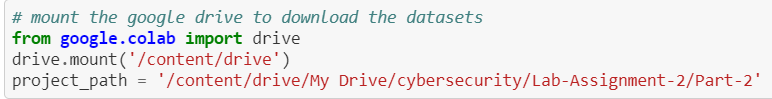 # mount the google drive to download the datasets
from google.colab import drive
drive.mount('/content/drive')
project_path = '/content/drive/My Drive/cybersecurity/Lab-Assignment-2/Part-2'